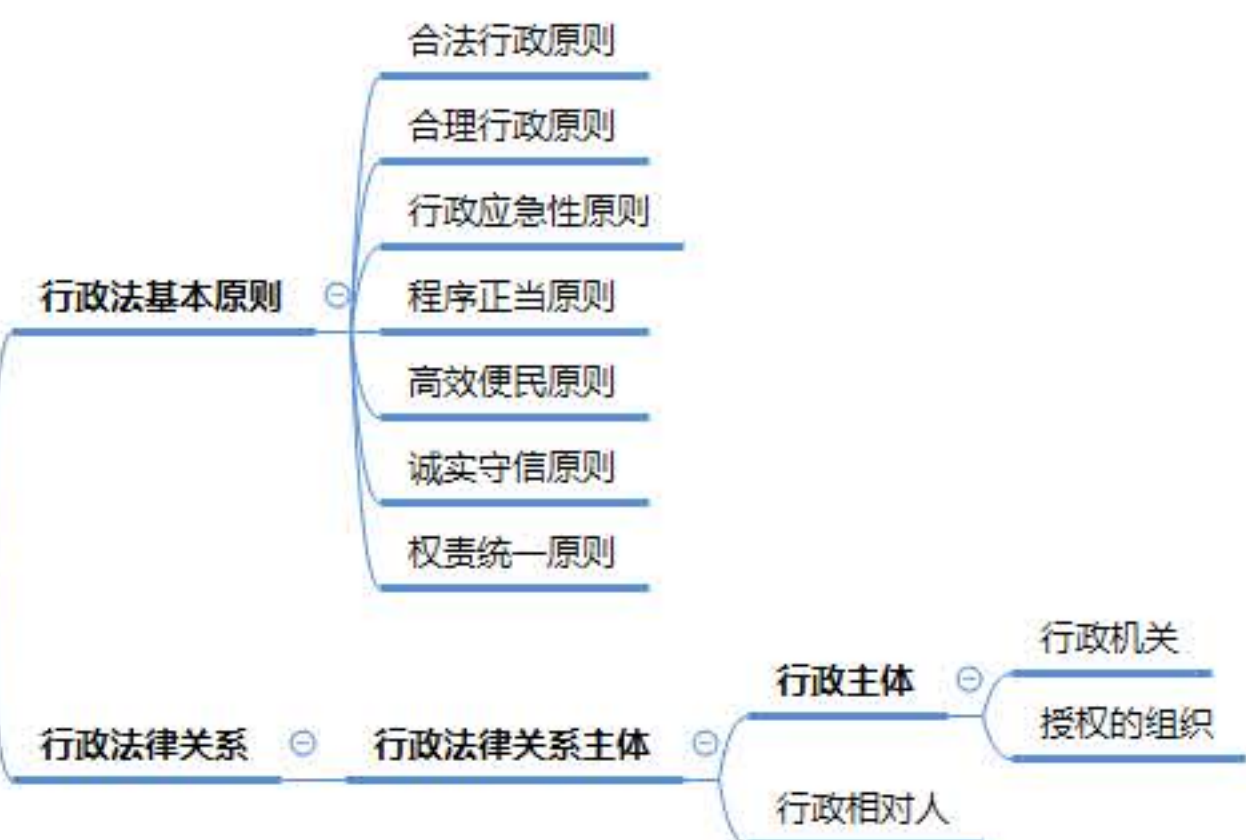 合法行政原则
合理行政原则
行政应急性原则
行政法基本原则
程序正当原则
高效便民原则
诚实守信原则
权责统一原则
行政机关
行政主体
授权的组织
行政法律关系
行政法律关系主体
行政相对人